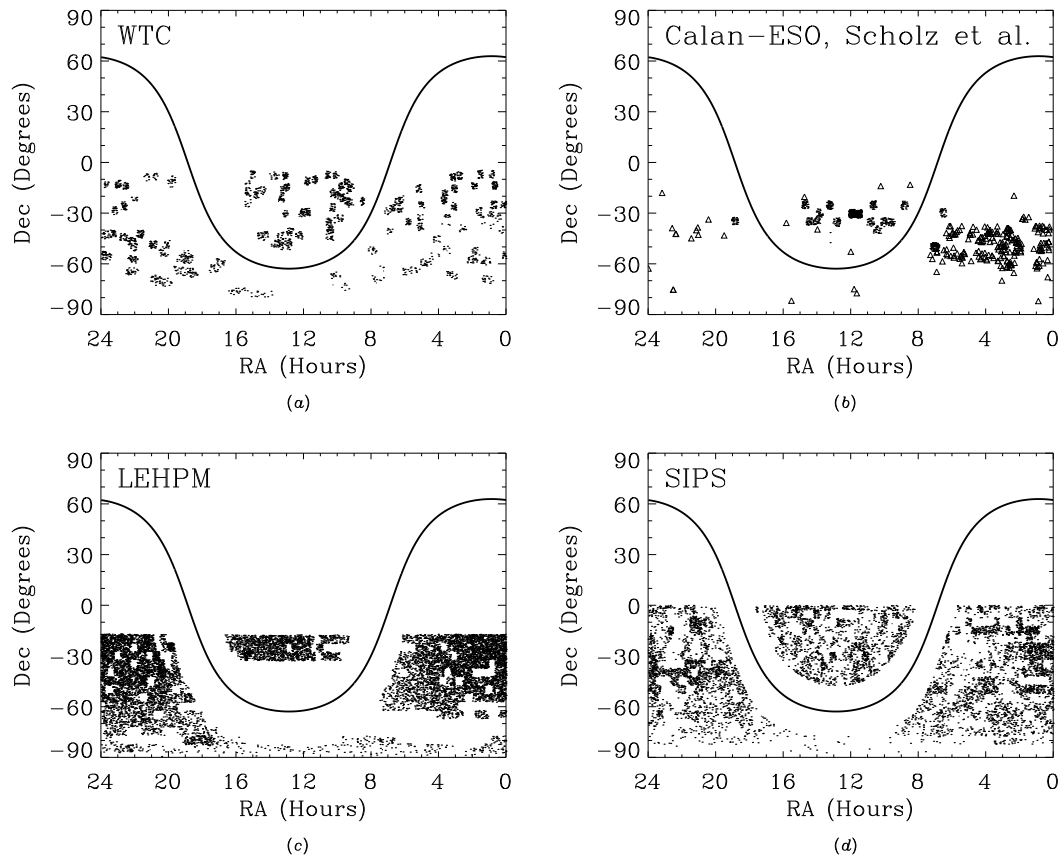 WTC
90
60
30
0
−30
−60
−90
Dec (Degrees)
24 20 16 12 8 4 0
RA (Hours)
(a)
Calan−ESO, Scholz et al.
90
60
30
0
−30
−60
−90
Dec (Degrees)
24 20 16 12 8 4 0
RA (Hours)
(b)
LEHPM
90
60
30
0
−30
−60
−90
Dec (Degrees)
24 20 16 12 8 4 0
RA (Hours)
(c)
SIPS
90
60
30
0
−30
−60
−90
Dec (Degrees)
24 20 16 12 8 4 0
RA (Hours)
(d)